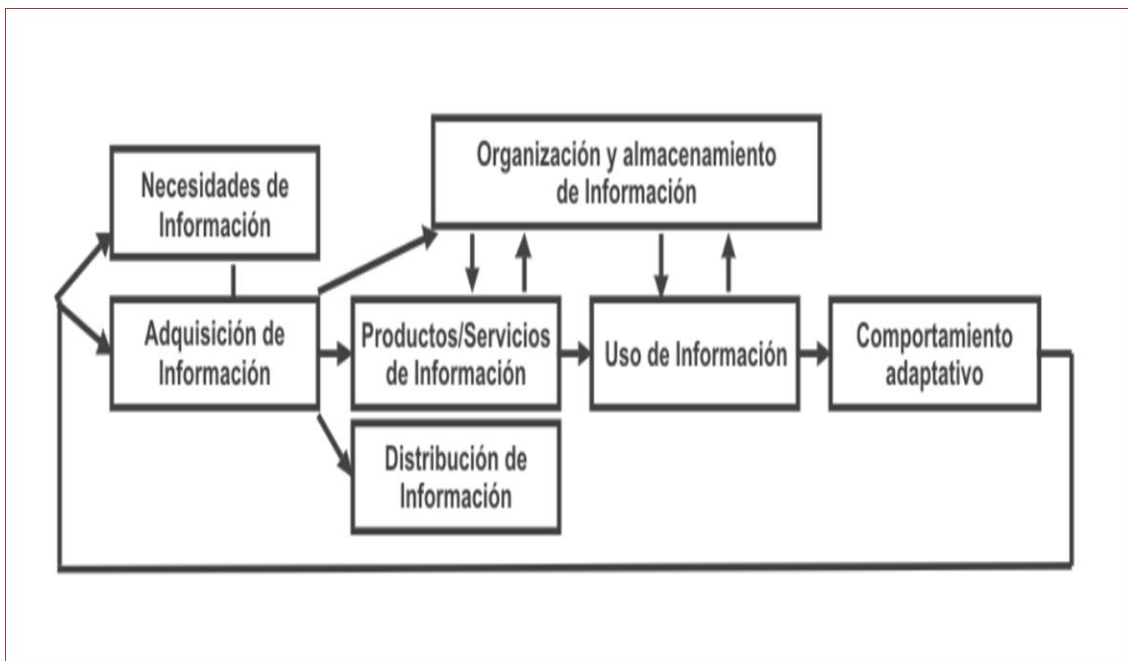 Organización y almacenamiento
de Información
Necesidades de
Información
Adquisición de
Información
Productos/Servicios
de Información
Uso de Información
Comportamiento
adaptativo
Distribución de
Información